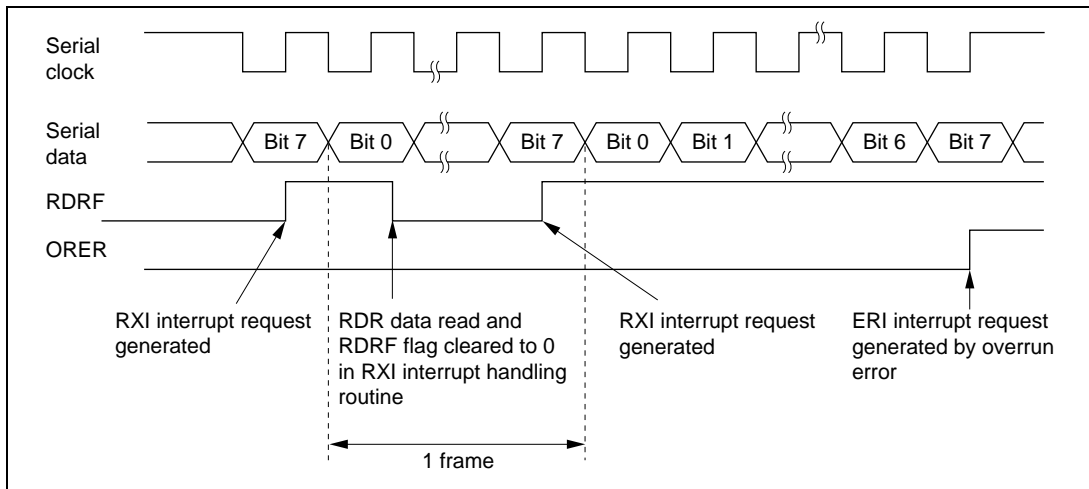 Serial
clock
Serial
data
Bit 7
Bit 0
Bit 7
Bit 0
Bit 1
Bit 6
Bit 7
RDRF
ORER
RXI interrupt request
generated
RDR data read and
RDRF flag cleared to 0
in RXI interrupt handling
routine
RXI interrupt request
generated
ERI interrupt request
generated by overrun
error
1 frame